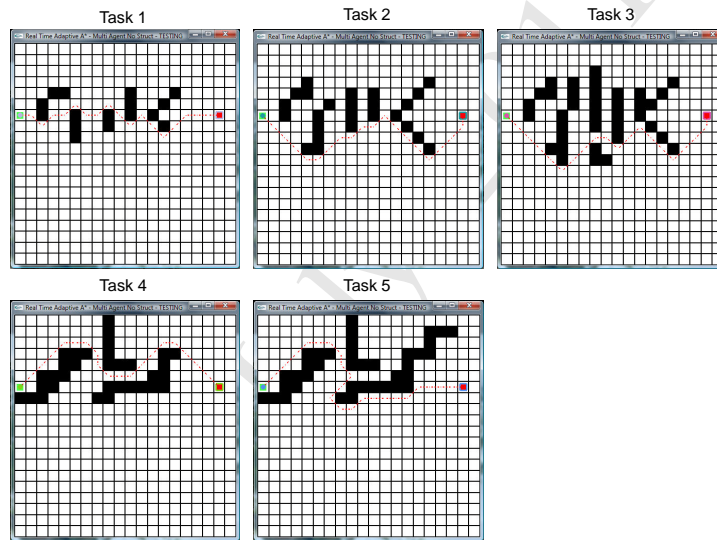 Task 1
Task 2
Task 3
Real Time Adaptive A* - Multi Agent No Struct - TESTING
Real Time Adaptive A* - Multi Agent No Struct - TESTING
Real Time Adaptive A* - Multi Agent No Struct - TESTING
Task 4
Task 5
Real Time Adaptive A* - Multi Agent No Struct - TESTING
Real Time Adaptive A* - Multi Agent No Struct - TESTING